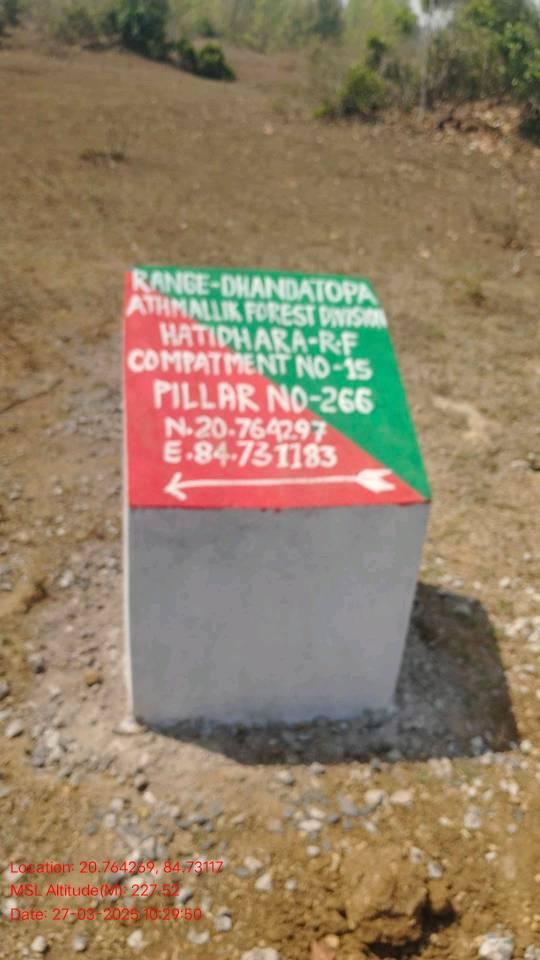 RANGE-DHANDATOPA
ATHMALLIK FOREST DIVISION
HATIDHARA-R.F
COMPATMENT NO-15
PILLAR NO-266
N.20.764297
E.84.731183
Location: 20.764269, 84.73117
MSL Altitude(M): 227.52
Date: 27-03-2025 10:29:50